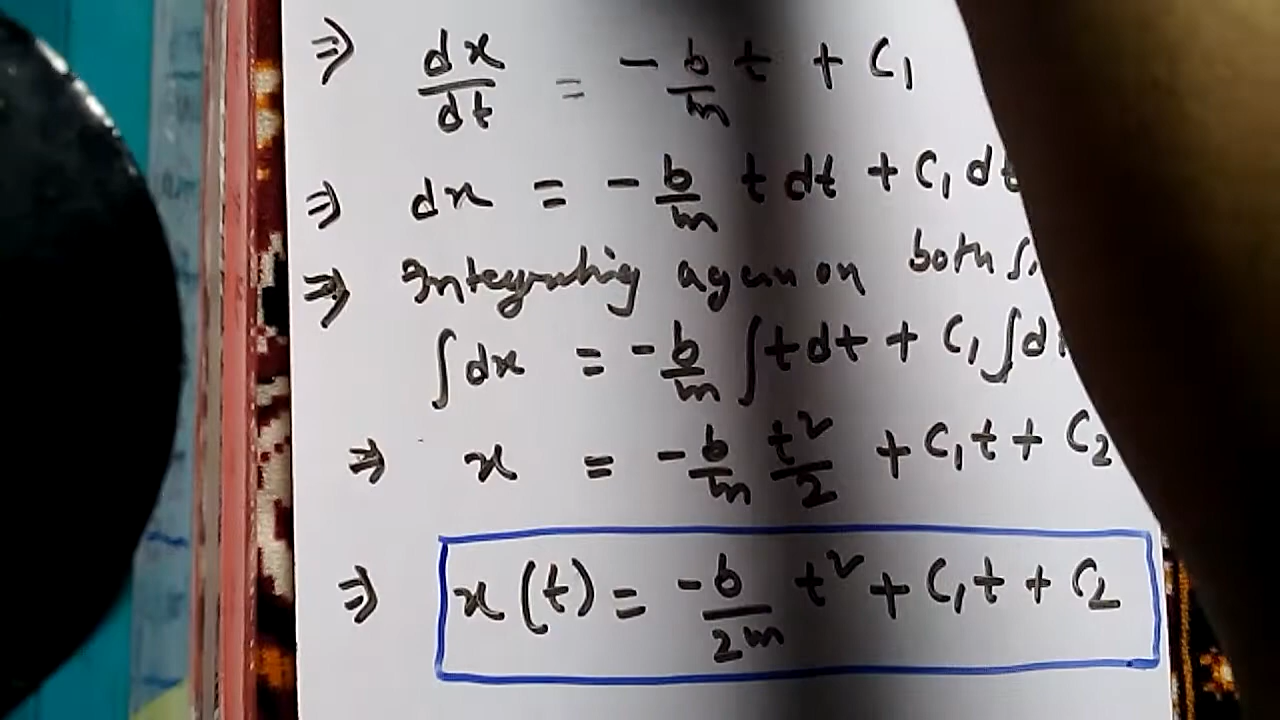 ⇒ dx/dt = - b/m t + C₁
⇒ dx = - b/m t dt + C₁ dt
⇒ Integrating again on both
∫dx = - b/m ∫t dt + C₁ ∫d
⇒ x = - b/m t²/2 + C₁t + C₂
⇒ x(t) = -b/2m t² + C₁t + C₂